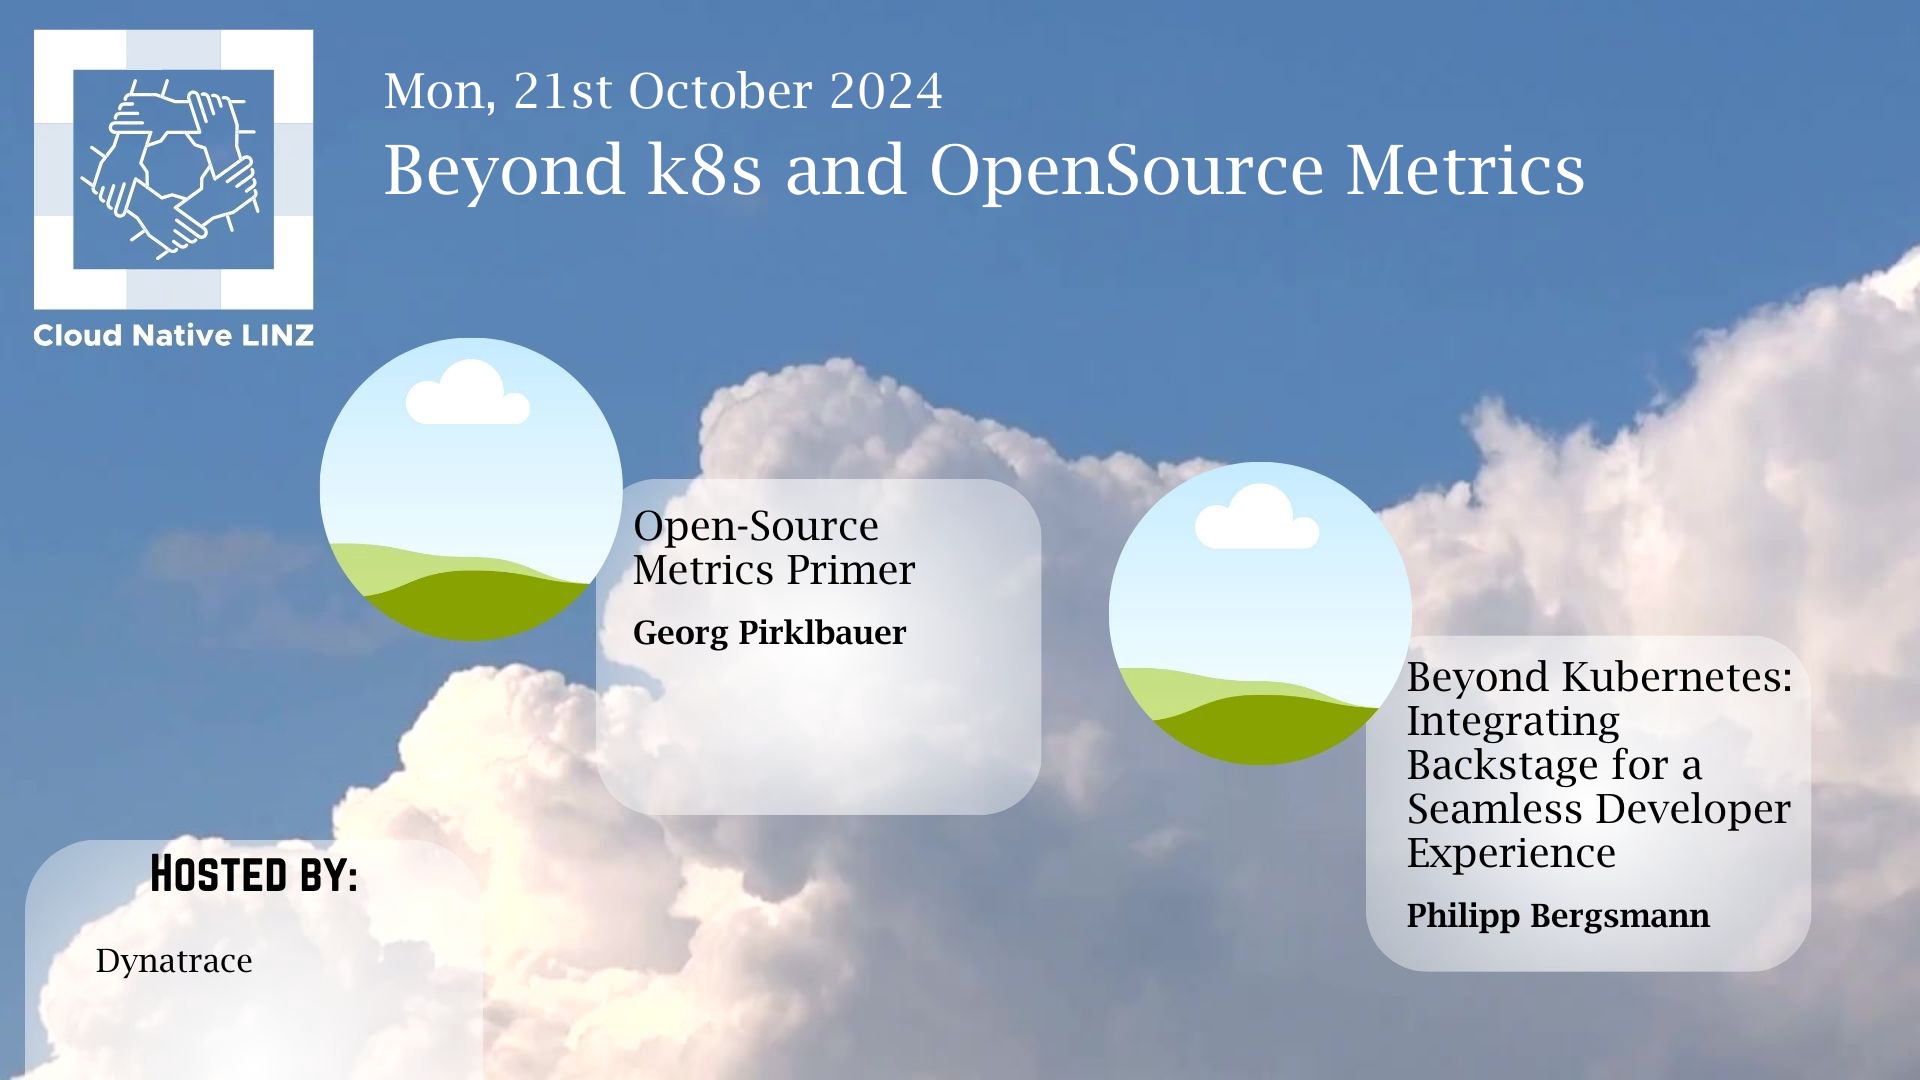 Cloud Native LINZ
Mon, 21st October 2024
Beyond k8s and OpenSource Metrics
Open-Source
Metrics Primer
Georg Pirklbauer
Beyond Kubernetes:
Integrating
Backstage for a
Seamless Developer
Experience
Philipp Bergsmann
HOSTED BY:
Dynatrace